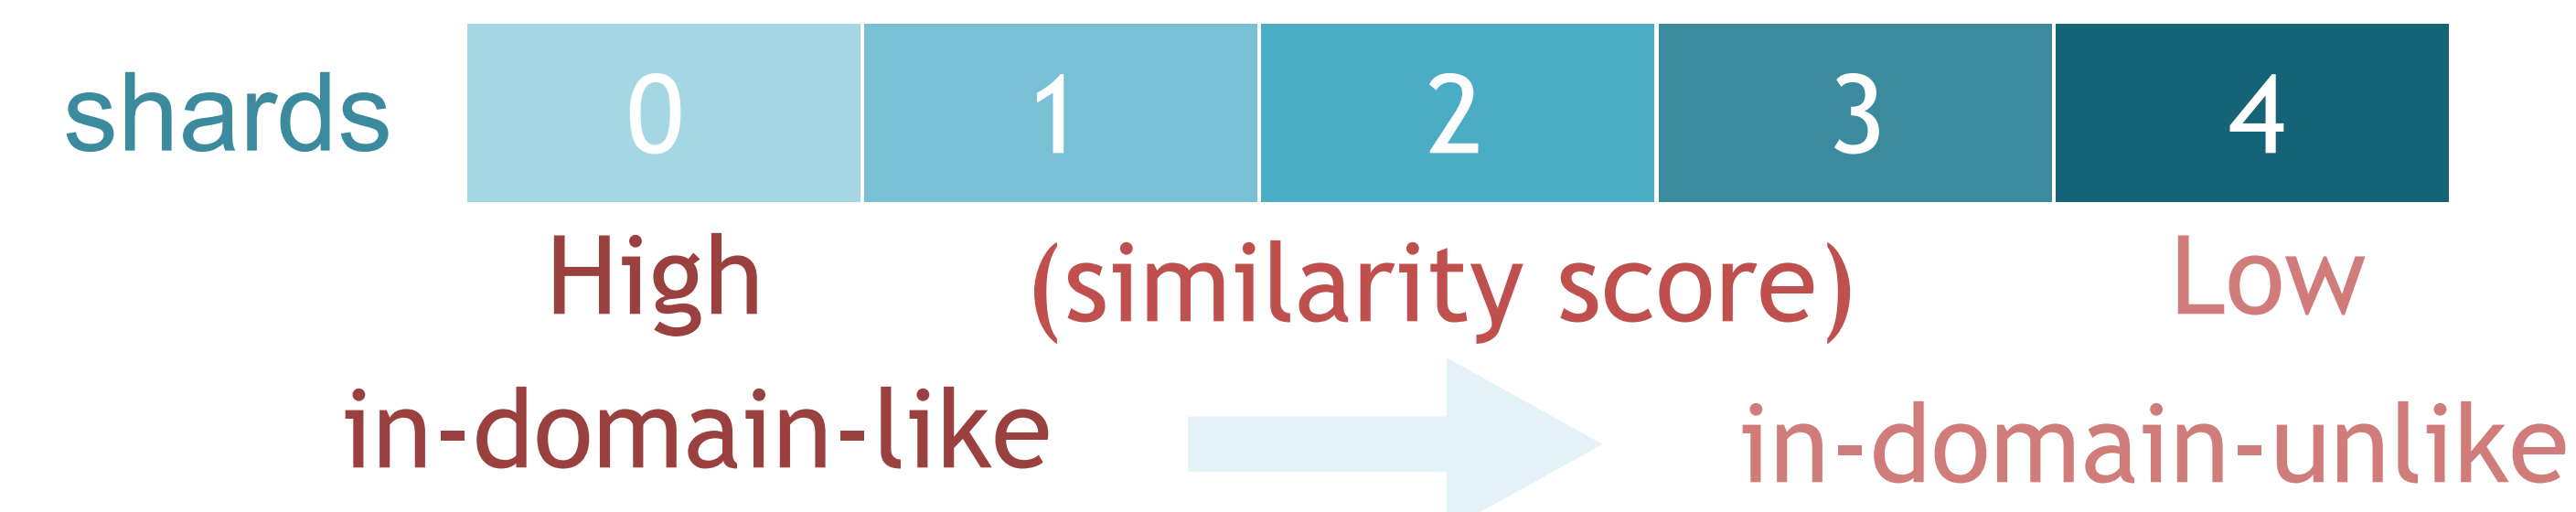 shards 0 1 2 3 4
High (similarity score) Low
in-domain-like in-domain-unlike